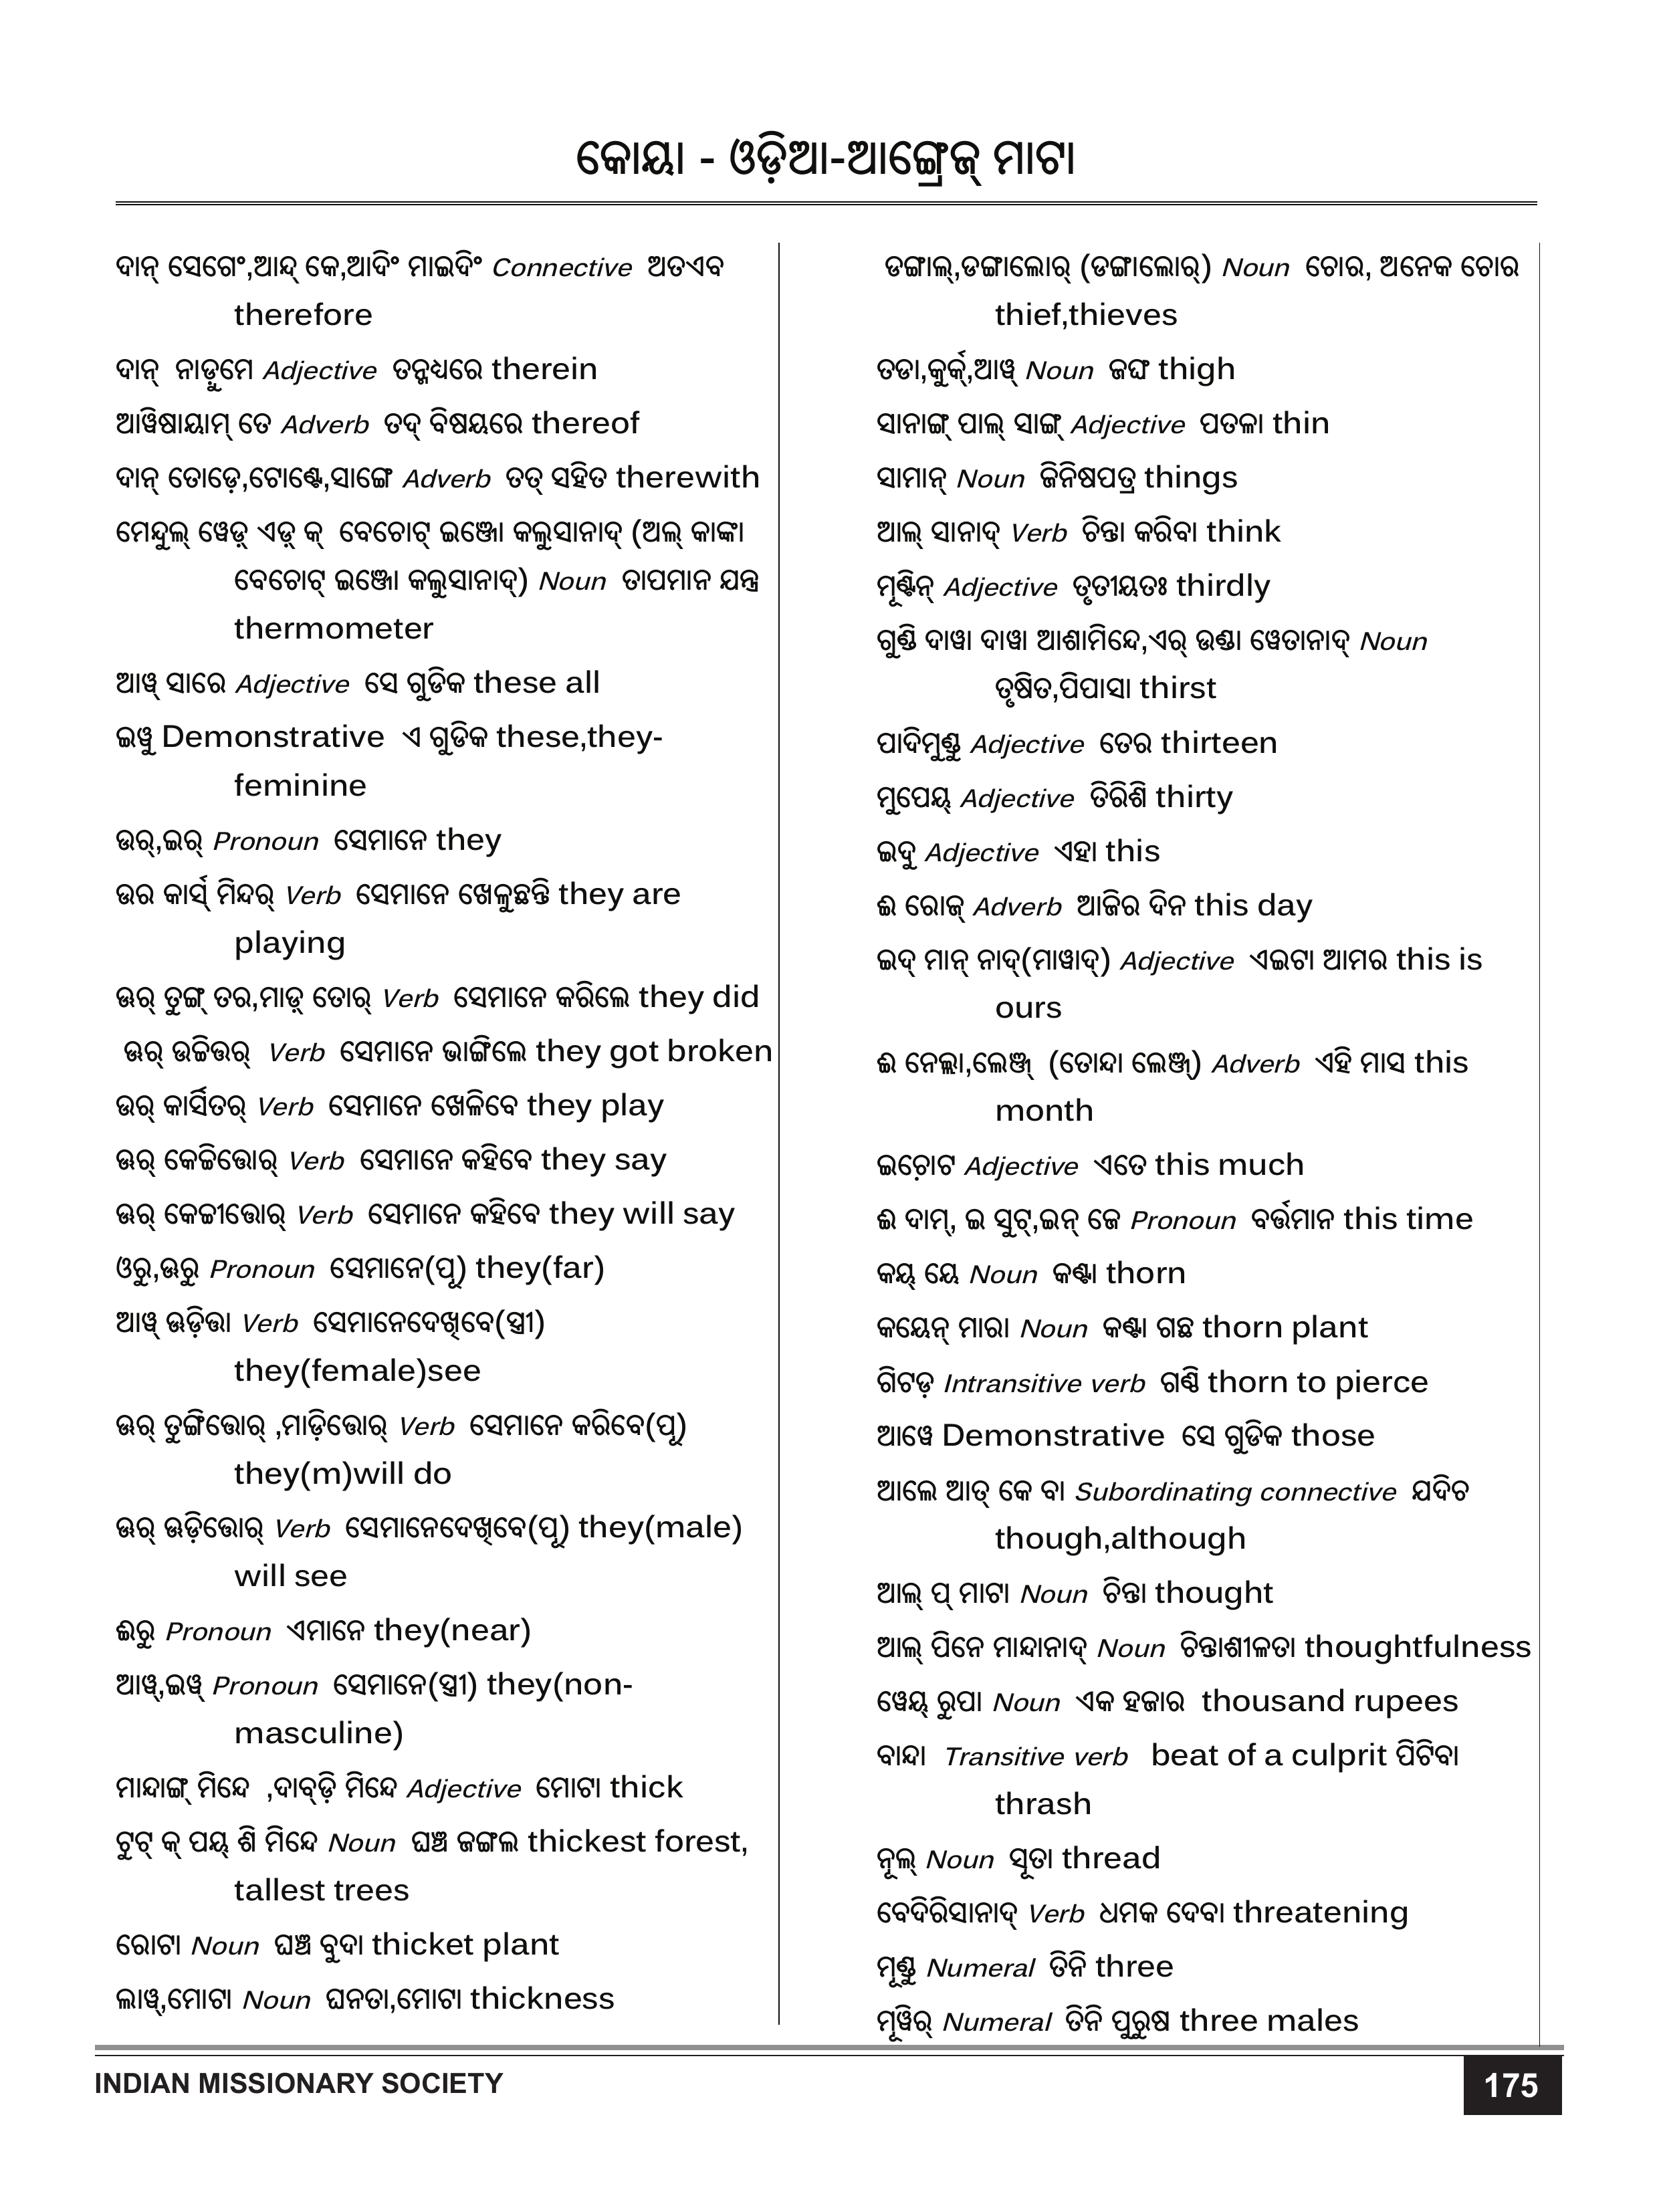 କୋୟା - ଓଡ଼ିଆ-ଆଙ୍ଗ୍ରେଜ୍ ମାଟା
ଦାନ୍ ସେଗେଂ,ଆନ୍ଦ୍ କେ,ଆଦିଂ ମାଇଦିଂ Connective ଅତଏବ
therefore
ଦାନ୍ ନାଡ଼ୁମେ Adjective ତନ୍ମଧ୍ୟରେ therein
ଆୱିଷାୟାମ୍ ତେ Adverb ତଦ୍ ବିଷୟରେ thereof
ଦାନ୍ ତୋଡ଼େ,ଟୋଣ୍ଟେ,ସାଙ୍ଗେ Adverb ତତ୍ ସହିତ therewith
ମେନ୍ଦୁଲ୍ ୱେଡ଼୍ ଏଡ଼୍ କ୍ ବେଚୋଟ୍ ଇଞ୍ଜୋ କଲୁସାନାଦ୍ (ଅଲ୍ କାଙ୍କା
ବେଚୋଟ୍ ଇଞ୍ଜୋ କଲୁସାନାଦ୍) Noun ତାପମାନ ଯନ୍ତ୍ର
thermometer
ଆୱ୍ ସାରେ Adjective ସେ ଗୁଡିକ these all
ଇୱୁ Demonstrative ଏ ଗୁଡିକ these,they-
feminine
ଉର୍,ଇର୍ Pronoun ସେମାନେ they
ଉର କାର୍ସ୍ ମିନ୍ଦର୍ Verb ସେମାନେ ଖେଳୁଛନ୍ତି they are
playing
ଊର୍ ତୁଙ୍ଗ୍ ତର,ମାଡ଼୍ ତୋର୍ Verb ସେମାନେ କରିଲେ they did
ଊର୍ ଉଚ୍ଚିତ୍ତର୍ Verb ସେମାନେ ଭାଙ୍ଗିଲେ they got broken
ଉର୍ କାର୍ସିତର୍ Verb ସେମାନେ ଖେଳିବେ they play
ଊର୍ କେଚ୍ଚିତ୍ତୋର୍ Verb ସେମାନେ କହିବେ they say
ଊର୍ କେଚ୍ଚୀତ୍ତୋର୍ Verb ସେମାନେ କହିବେ they will say
ଓରୁ,ଊରୁ Pronoun ସେମାନେ(ପୂ) they(far)
ଆୱ୍ ଊଡ଼ିତ୍ତା Verb ସେମାନେଦେଖିବେ(ସ୍ତ୍ରୀ)
they(female)see
ଊର୍ ତୁଙ୍ଗିତ୍ତୋର୍ ,ମାଡ଼ିତ୍ତୋର୍ Verb ସେମାନେ କରିବେ(ପୂ)
they(m)will do
ଊର୍ ଊଡ଼ିତ୍ତୋର୍ Verb ସେମାନେଦେଖିବେ(ପୂ) they(male)
will see
ଈରୁ Pronoun ଏମାନେ they(near)
ଆୱ୍,ଇୱ୍ Pronoun ସେମାନେ(ସ୍ତ୍ରୀ) they(non-
masculine)
ମାନ୍ଦାଙ୍ଗ୍ ମିନ୍ଦେ ,ଦାବ୍ଡ଼ି ମିନ୍ଦେ Adjective ମୋଟା thick
ଟୁଟ୍ କ୍ ପୟ୍ ଶି ମିନ୍ଦେ Noun ଘଞ୍ଚ ଜଙ୍ଗଲ thickest forest,
tallest trees
ରୋଟା Noun ଘଞ୍ଚ ବୁଦା thicket plant
ଲାୱ୍,ମୋଟା Noun ଘନତା,ମୋଟା thickness
ଡଙ୍ଗାଲ୍,ଡଙ୍ଗାଲୋର୍ (ଡଙ୍ଗାଲୋର୍) Noun ଚୋର, ଅନେକ ଚୋର
thief,thieves
ତଡା,କୁର୍କ୍,ଆୱ୍ Noun ଜଙ୍ଘ thigh
ସାନାଙ୍ଗ୍ ପାଲ୍ ସାଙ୍ଗ୍ Adjective ପତଳା thin
ସାମାନ୍ Noun ଜିନିଷପତ୍ର things
ଆଲ୍ ସାନାଦ୍ Verb ଚିନ୍ତା କରିବା think
ମୂଣ୍ଟିନ୍ Adjective ତୃତୀୟତଃ thirdly
ଗୁଣ୍ଡି ଦାୱା ଦାୱା ଆଶାମିନ୍ଦେ,ଏର୍ ଉଣ୍ଡା ୱେତାନାଦ୍ Noun
ତୃଷିତ,ପିପାସା thirst
ପାଦିମୁଣ୍ଡୁ Adjective ତେର thirteen
ମୁପେୟ୍ Adjective ତିରିଶି thirty
ଇଦୁ Adjective ଏହା this
ଈ ରୋଜ୍ Adverb ଆଜିର ଦିନ this day
ଇଦ୍ ମାନ୍ ନାଦ୍(ମାୱାଦ୍) Adjective ଏଇଟା ଆମର this is
ours
ଈ ନେଲ୍ଲା,ଲେଞ୍ଜ୍ (ତୋନ୍ଦା ଲେଞ୍ଜ୍) Adverb ଏହି ମାସ this
month
ଇଚ଼ୋଟ Adjective ଏତେ this much
ଈ ଦାମ୍, ଇ ସୁଟ୍,ଇନ୍ ଜେ Pronoun ବର୍ତ୍ତମାନ this time
କୟ୍ ୟେ Noun କଣ୍ଟା thorn
କୟେନ୍ ମାରା Noun କଣ୍ଟା ଗଛ thorn plant
ଗିଟଡ଼ Intransitive verb ଗଣ୍ଠି thorn to pierce
ଆୱେ Demonstrative ସେ ଗୁଡିକ those
ଆଲେ ଆତ୍ କେ ବା Subordinating connective ଯଦିଚ
though,although
ଆଲ୍ ପ୍ ମାଟା Noun ଚିନ୍ତା thought
ଆଲ୍ ପିନେ ମାନ୍ଦାନାଦ୍ Noun ଚିନ୍ତାଶୀଳତା thoughtfulness
ୱେୟ୍ ରୁପା Noun ଏକ ହଜାର thousand rupees
ବାନ୍ଦା Transitive verb beat of a culprit ପିଟିବା
thrash
ନୂଲ୍ Noun ସୂତା thread
ବେଦିରିସାନାଦ୍ Verb ଧମକ ଦେବା threatening
ମୂଣ୍ଡୁ Numeral ତିନି three
ମୂୱିର୍ Numeral ତିନି ପୁରୁଷ three males
INDIAN MISSIONARY SOCIETY
175